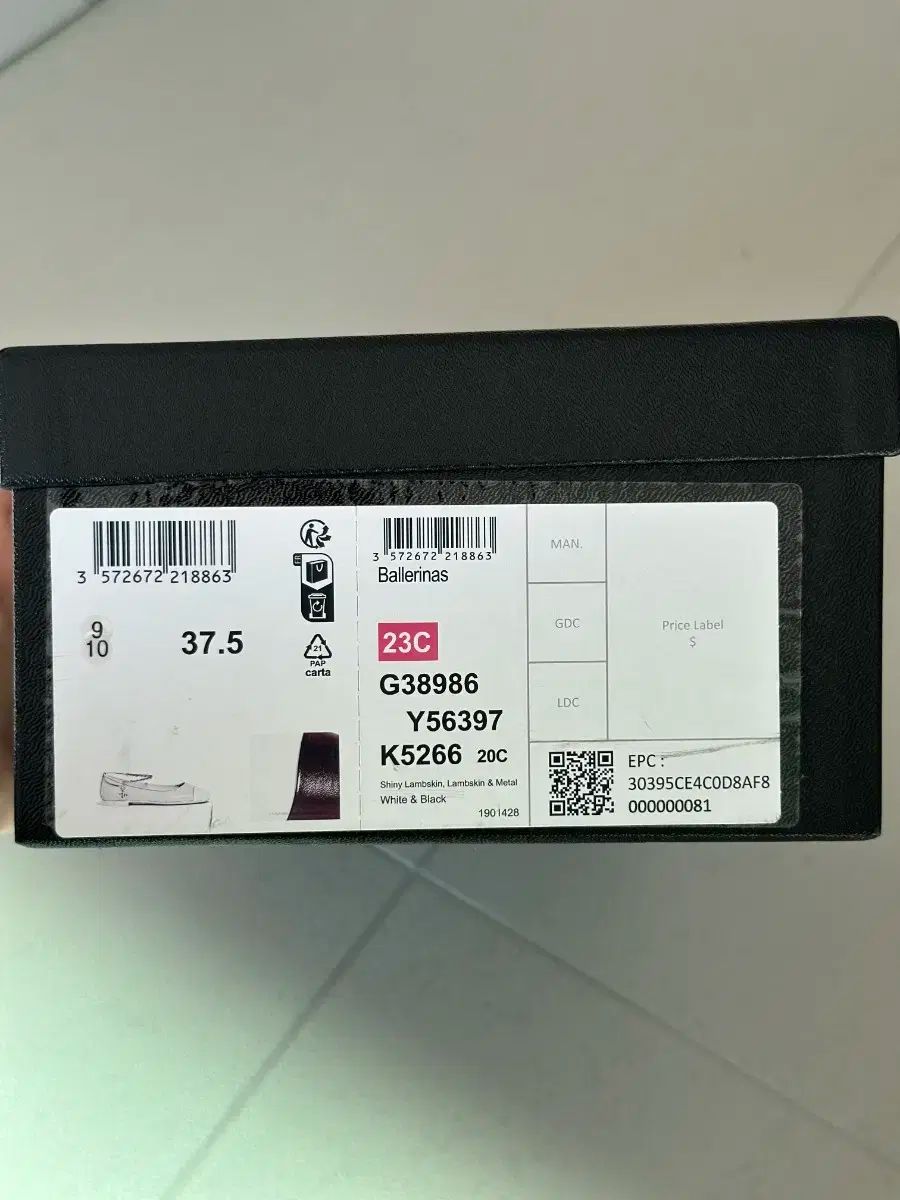 3 572672 218863
9
10
37.5
21
PAP
carta
3 572672 218863
Ballerinas
23C
G38986
Y56397
K5266 20C
Shiny Lambskin, Lambskin & Metal
White & Black
1901428
MAN.
GDC
LDC
Price Label
$
EPC :
30395CE4C0D8AF8
000000081